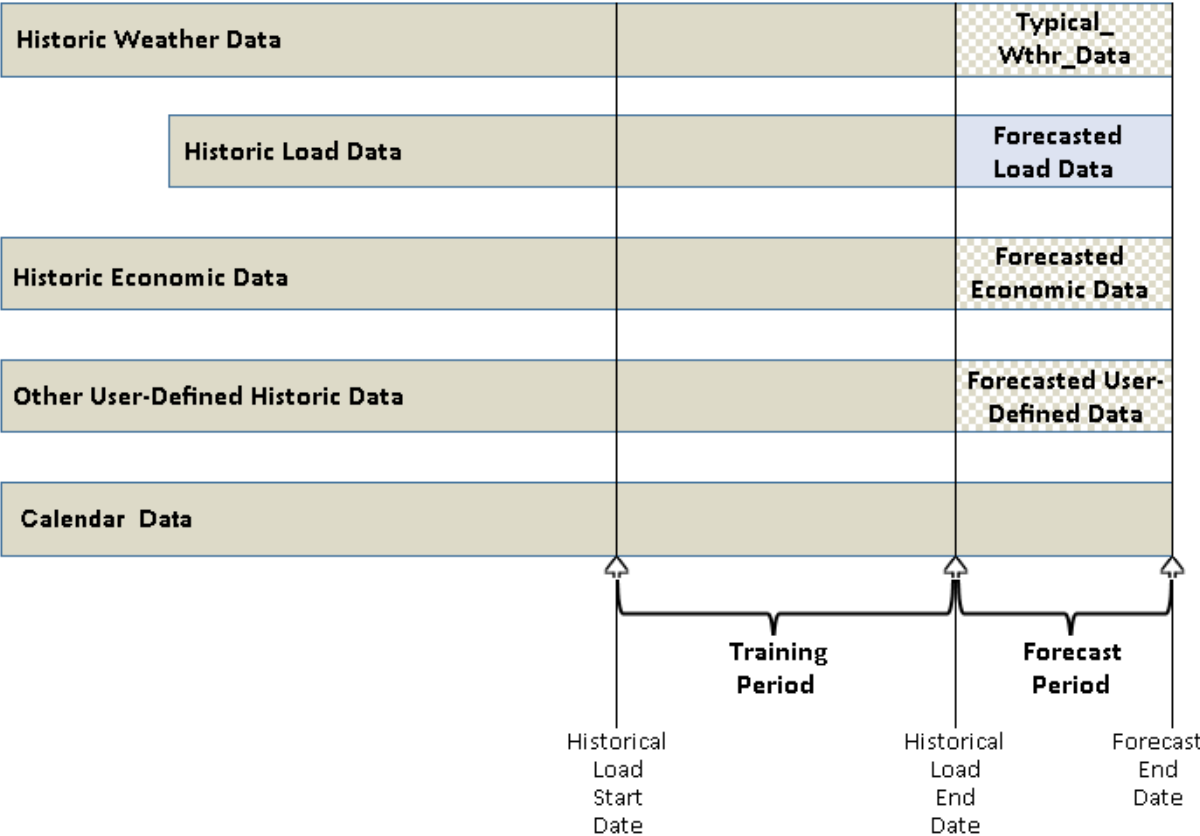 Historic Weather Data
Typical_
Wthr_Data
Historic Load Data
Forecasted
Load Data
Historic Economic Data
Forecasted
Economic Data
Other User-Defined Historic Data
Forecasted User-
Defined Data
Calendar Data
Training
Period
Forecast
Period
Historical
Load
Start
Date
Historical
Load
End
Date
Forecast
End
Date